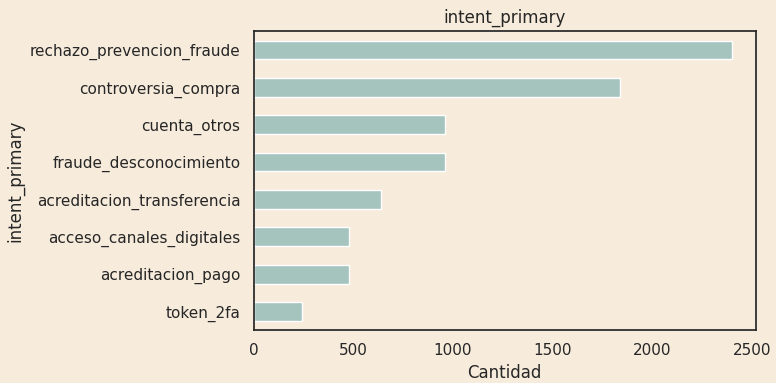 intent_primary
rechazo_prevencion_fraude
controversia_compra
cuenta_otros
fraude_desconocimiento
acreditacion_transferencia
acceso_canales_digitales
acreditacion_pago
token_2fa
intent_primary
0 500 1000 1500 2000 2500
Cantidad